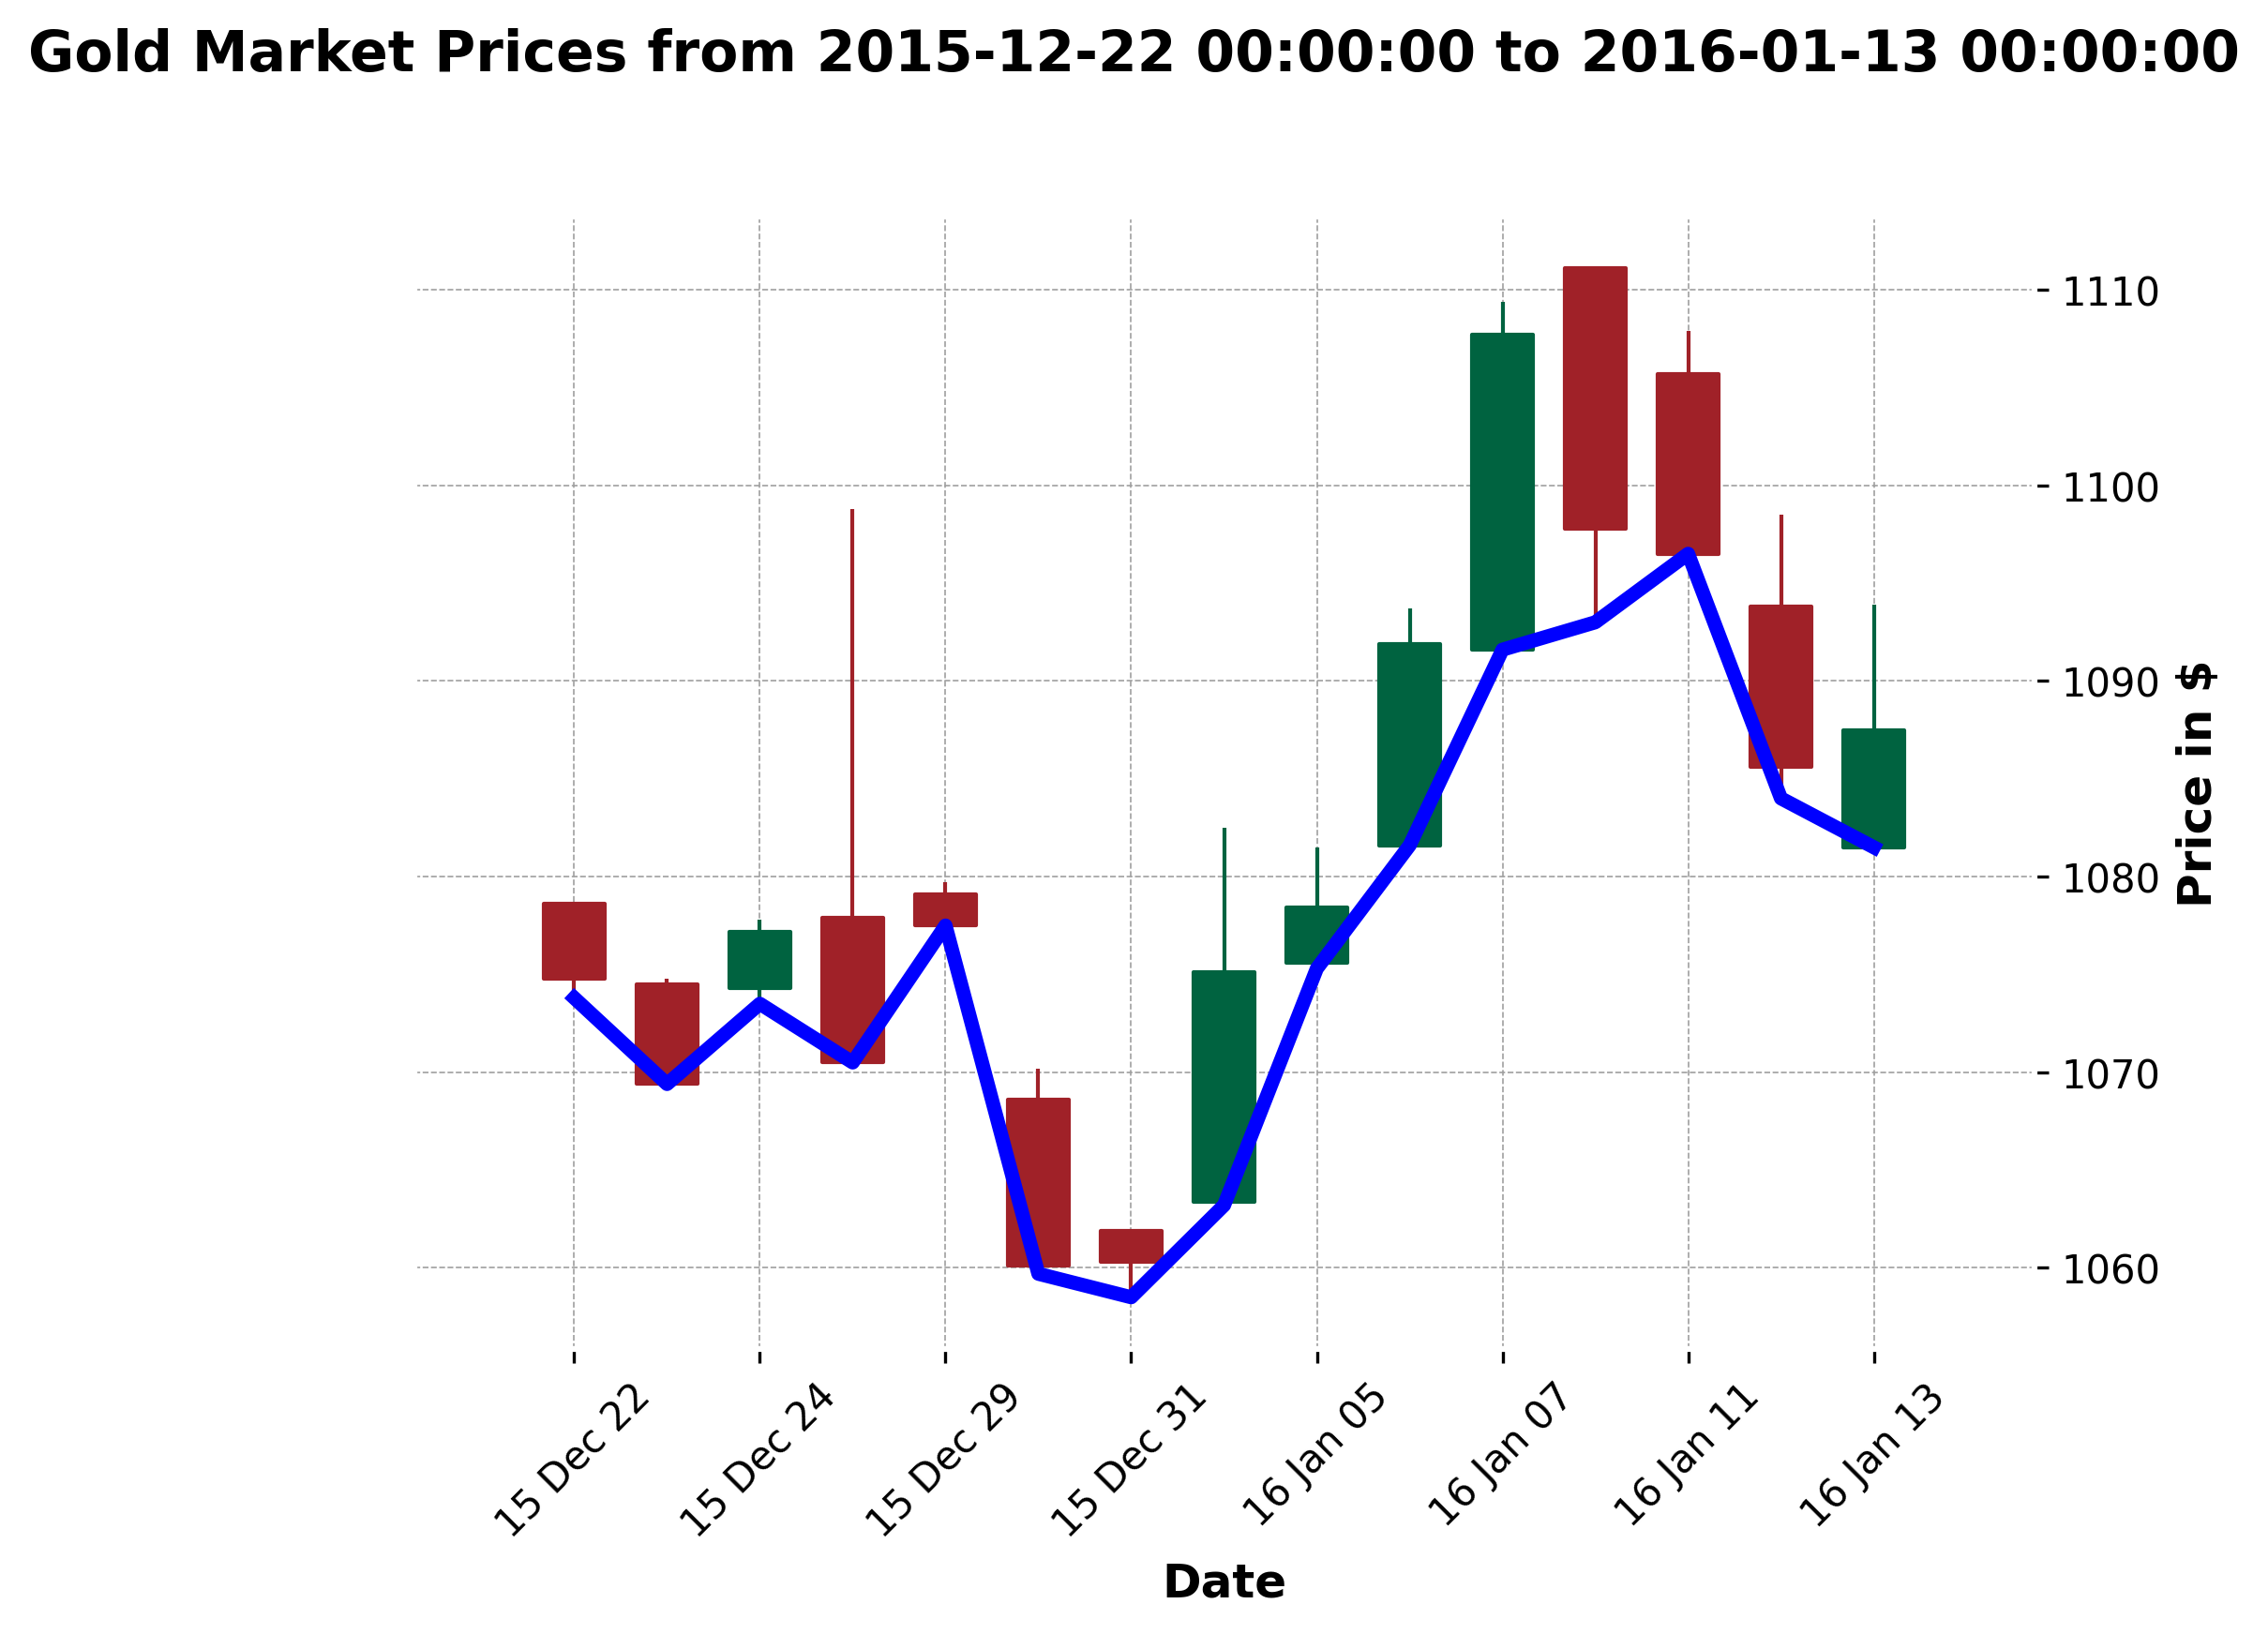 Gold Market Prices from 2015-12-22 00:00:00 to 2016-01-13 00:00:00
1110
1100
1090
1080
1070
1060
Price in $
15 Dec 22
15 Dec 24
15 Dec 29
15 Dec 31
16 Jan 05
16 Jan 07
16 Jan 11
16 Jan 13
Date